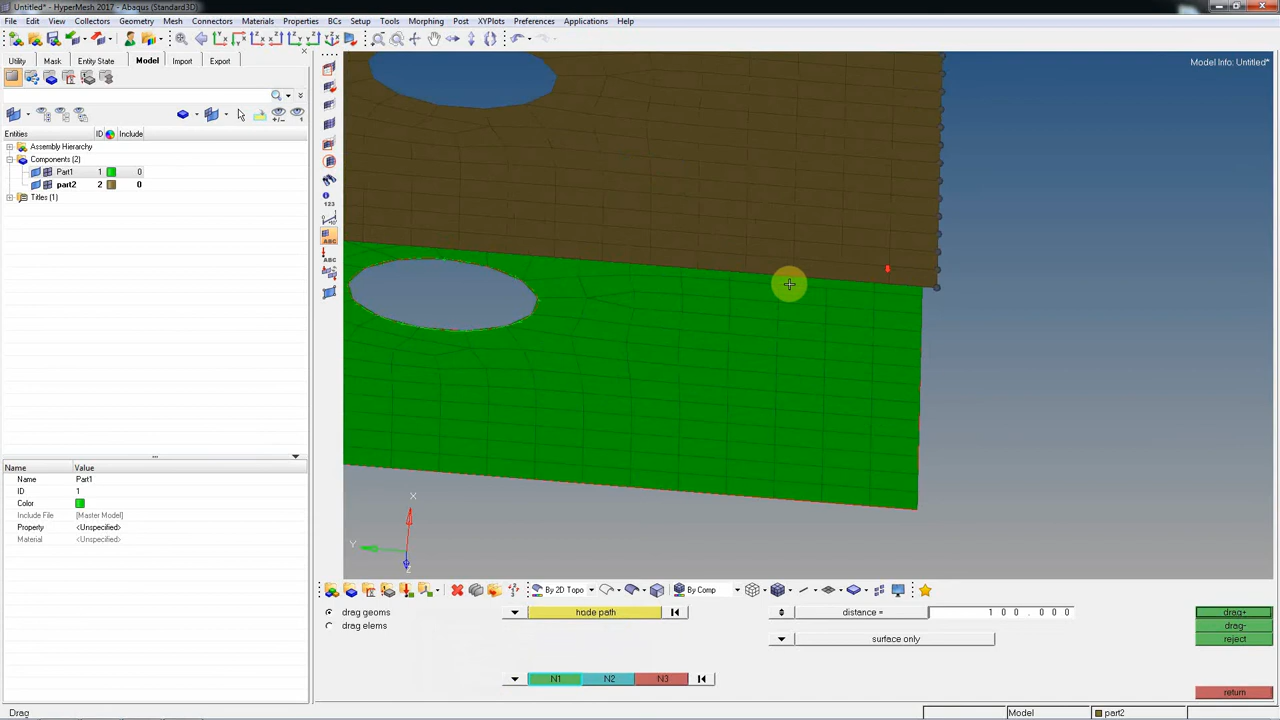 Untitled* - HyperMesh 2017 - Abaqus (Standard3D)
File Edit View Collectors Geometry Mesh Connectors Materials Properties BCs Setup Tools Morphing Post XYPlots Preferences Applications Help
Utility Mask Entity State Model Import Export
Model Info: Untitled*
Entities ID Include
Assembly Hierarchy
Components (2)
Part1 1 0
part2 2 0
Titles (1)
123
ABC
ABC
Name Value
Name Part1
ID 1
Color
Include File [Master Model]
Property <Unspecified>
Material <Unspecified>
X
Y
Z
By 2D Topo By Comp
drag geoms node path distance = 100.000 drag+
drag elems drag-
surface only reject
N1 N2 N3
return
Drag Model part2